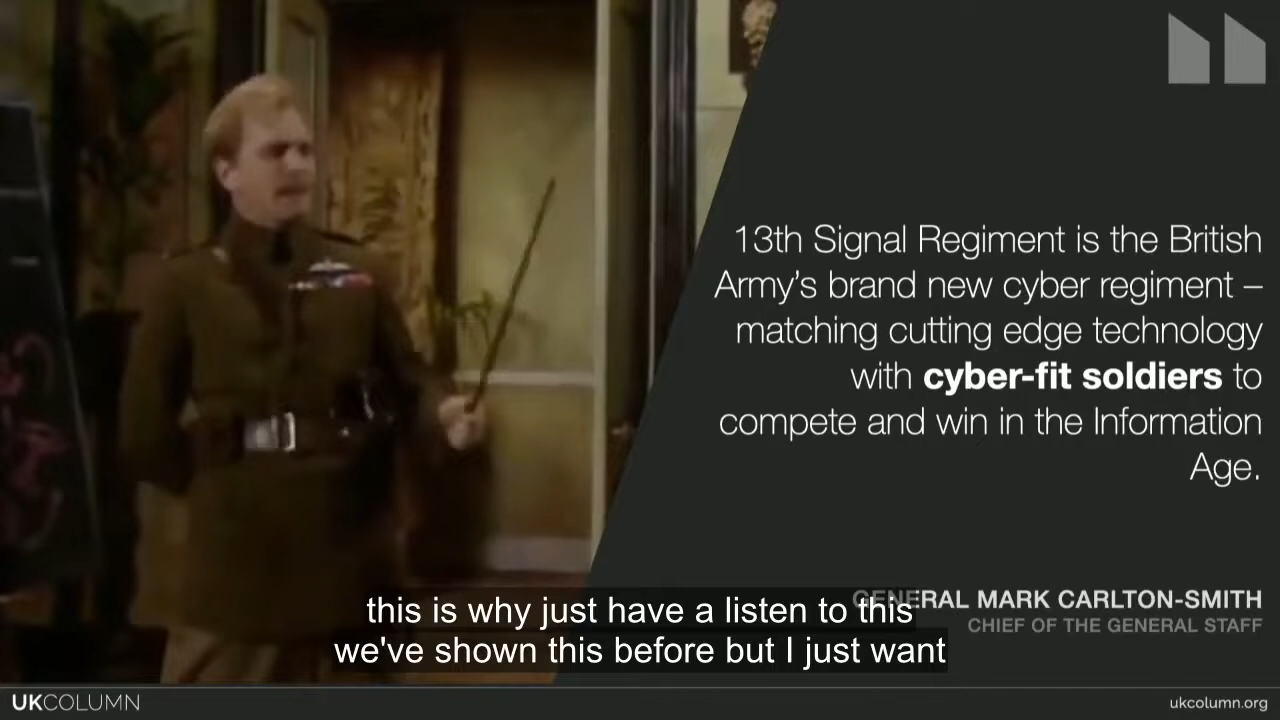 13th Signal Regiment is the British
Army’s brand new cyber regiment –
matching cutting edge technology
with cyber-fit soldiers to
compete and win in the Information
Age.
GENERAL MARK CARLTON-SMITH
CHIEF OF THE GENERAL STAFF
this is why just have a listen to this
we've shown this before but I just want
UKCOLUMN
ukcolumn.org